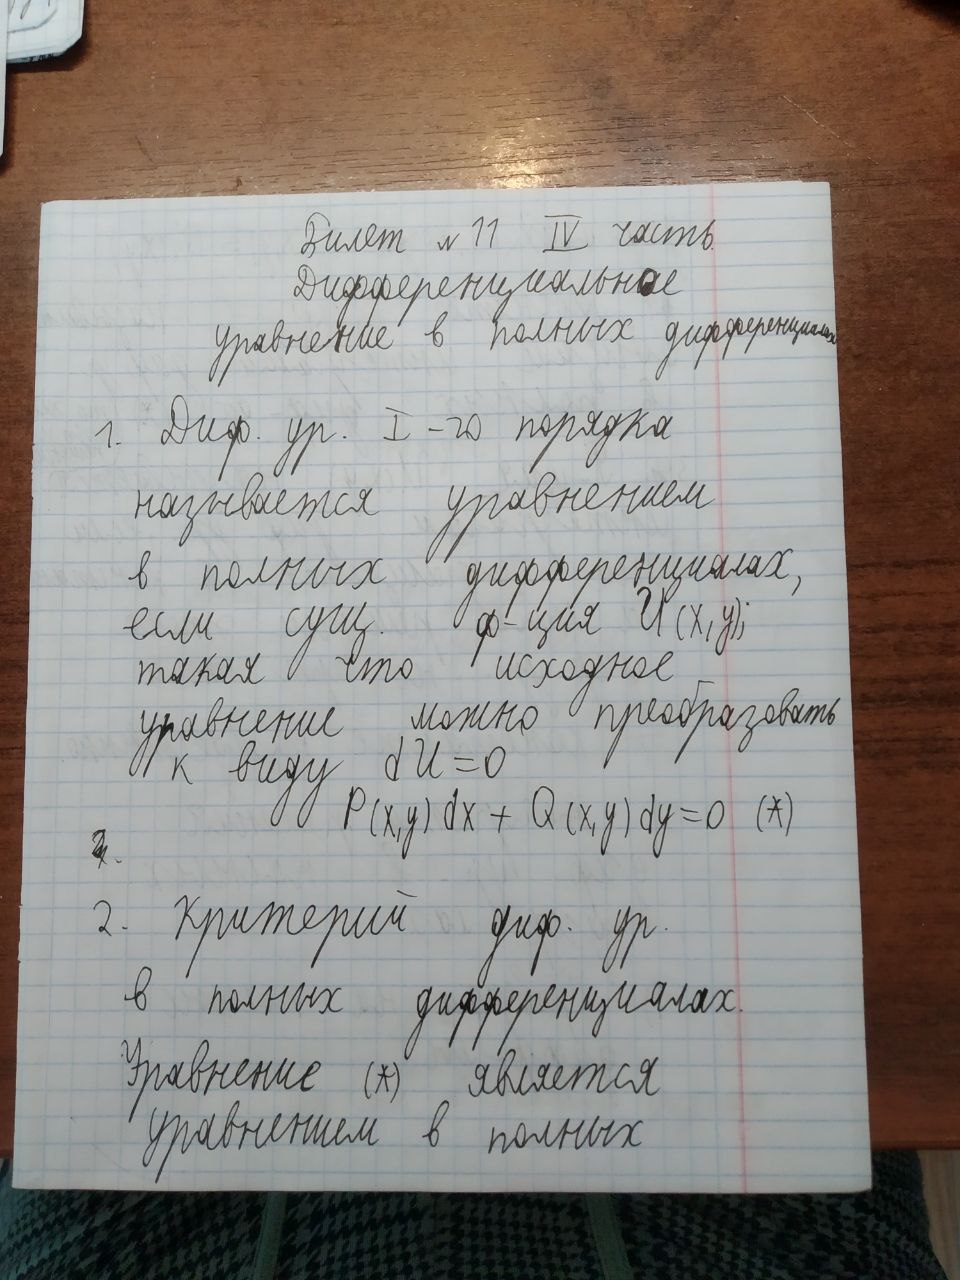 Билет №11 IV часть
Дифференциальное
уравнение в полных дифференциалах
1. Диф. ур. I-го порядка
называется уравнением
в полных дифференциалах,
если сущ. ф-ция U(x,y);
такая что исходное
уравнение можно преобразовать
к виду dU=0
P(x,y)dx + Q(x,y)dy=0 (*)
2. Критерий диф. ур.
в полных дифференциалах.
Уравнение (*) является
уравнением в полных